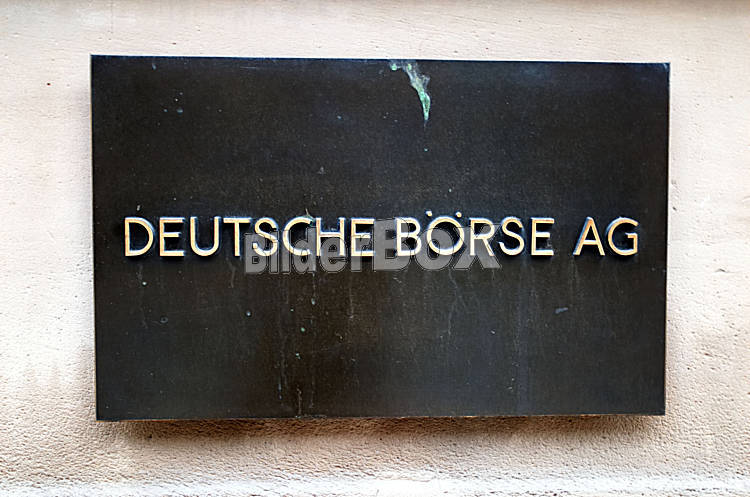 DEUTSCHE BÖRSE AG
BilderBOX